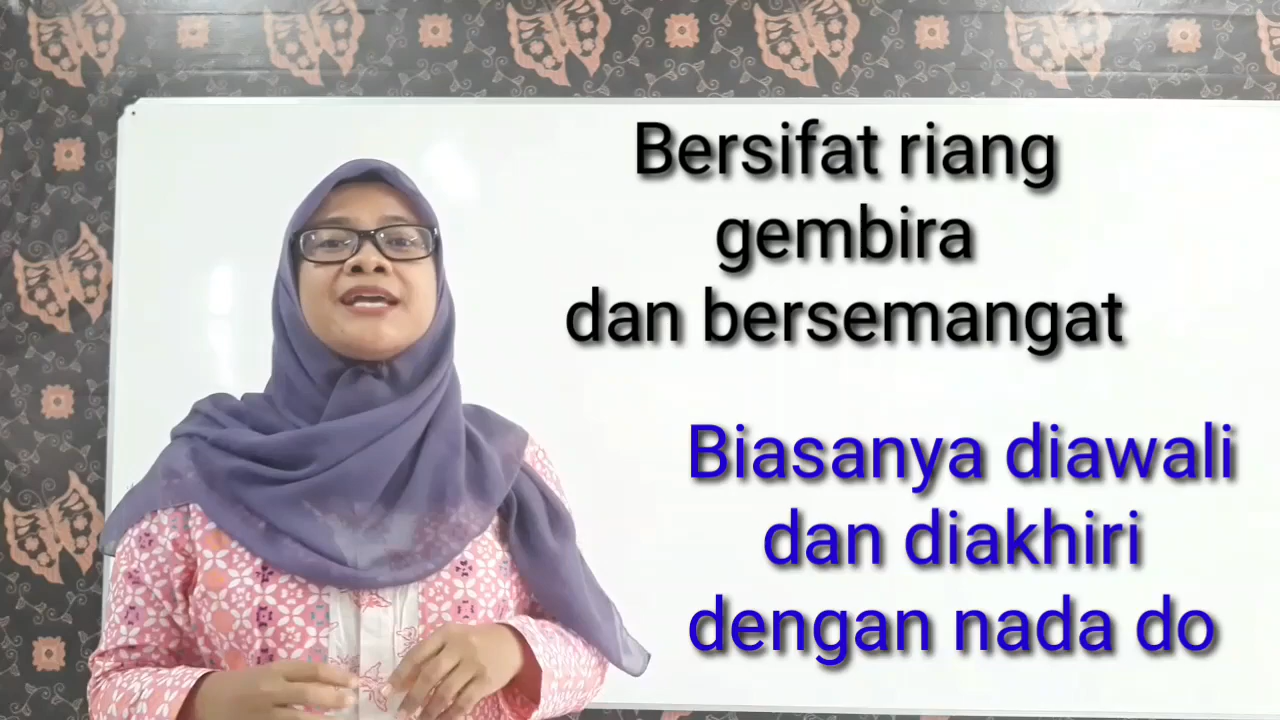 Bersifat riang
gembira
dan bersemangat
Biasanya diawali
dan diakhiri
dengan nada do